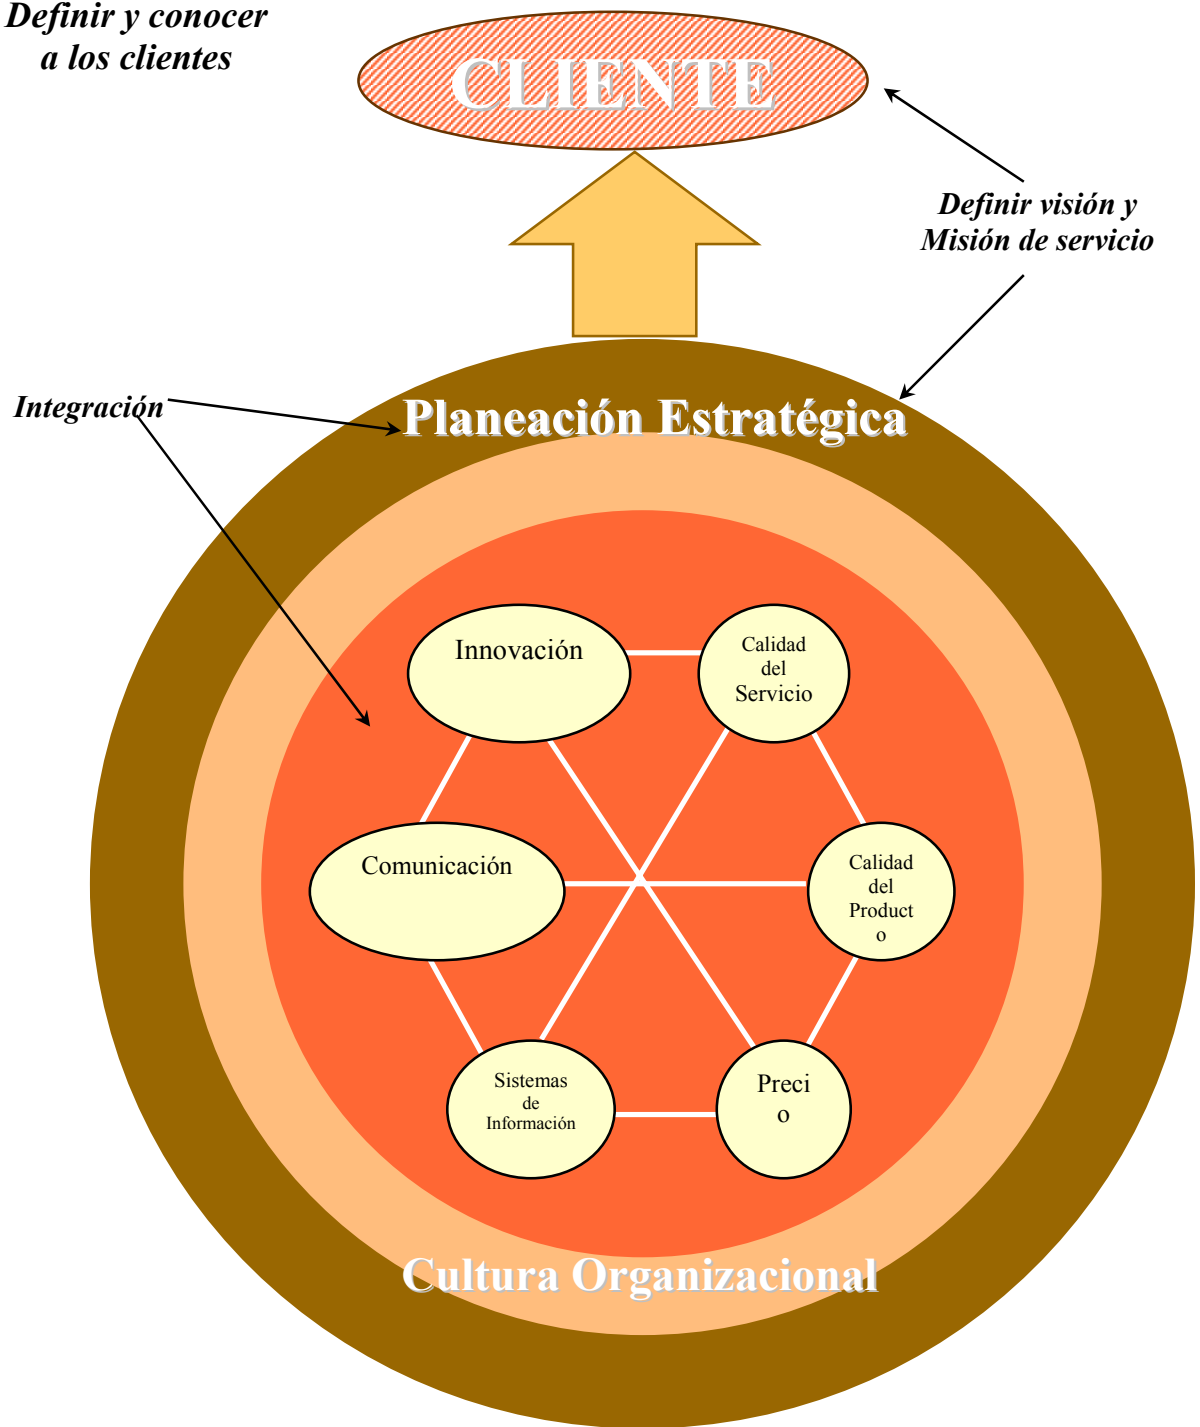 Definir y conocer
a los clientes
CLIENTE
Definir visión y
Misión de servicio
Integración
Planeación Estratégica
Innovación
Calidad
del
Servicio
Comunicación
Calidad
del
Product
o
Sistemas
de
Información
Preci
o
Cultura Organizacional